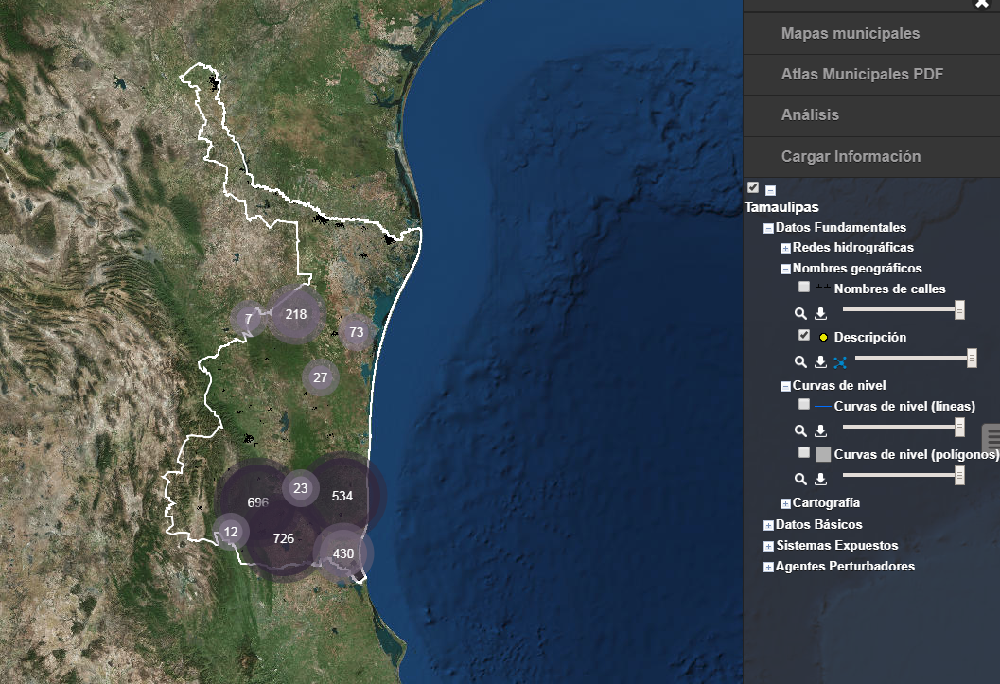 Mapas municipales
Atlas Municipales PDF
Análisis
Cargar Información
Tamaulipas
Datos Fundamentales
Redes hidrográficas
Nombres geográficos
Nombres de calles
Descripción
Curvas de nivel
Curvas de nivel (líneas)
Curvas de nivel (polígonos)
Cartografía
Datos Básicos
Sistemas Expuestos
Agentes Perturbadores
7
218
73
27
23
696
534
12
726
430